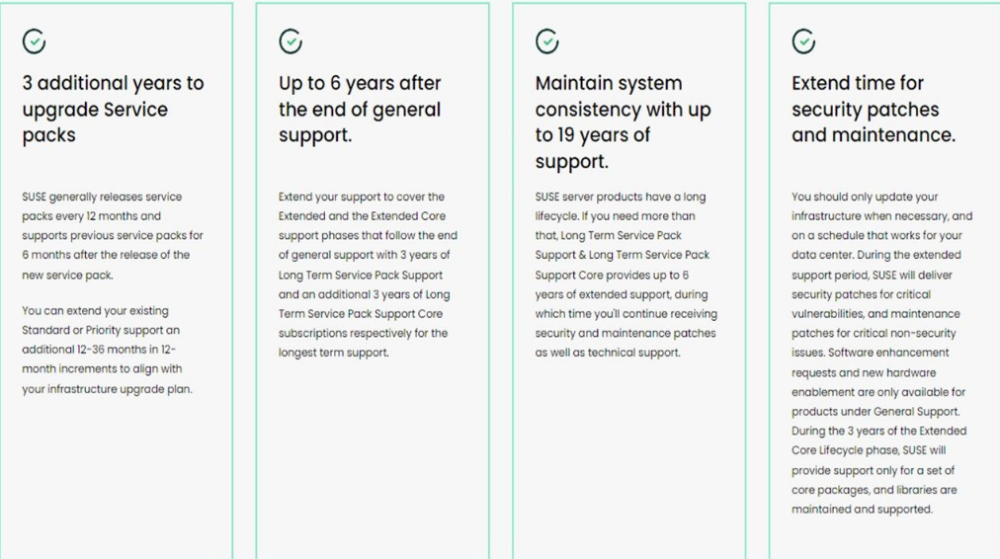 3 additional years to
upgrade Service
packs
SUSE generally releases service
packs every 12 months and
supports previous service packs for
6 months after the release of the
new service pack.
You can extend your existing
Standard or Priority support an
additional 12-36 months in 12-
month increments to align with
your infrastructure upgrade plan.
Up to 6 years after
the end of general
support.
Extend your support to cover the
Extended and the Extended Core
support phases that follow the end
of general support with 3 years of
Long Term Service Pack Support
and an additional 3 years of Long
Term Service Pack Support Core
subscriptions respectively for the
longest term support.
Maintain system
consistency with up
to 19 years of
support.
SUSE server products have a long
lifecycle. If you need more than
that, Long Term Service Pack
Support & Long Term Service Pack
Support Core provides up to 6
years of extended support, during
which time you'll continue receiving
security and maintenance patches
as well as technical support.
Extend time for
security patches
and maintenance.
You should only update your
infrastructure when necessary, and
on a schedule that works for your
data center. During the extended
support period, SUSE will deliver
security patches for critical
vulnerabilities, and maintenance
patches for critical non-security
issues. Software enhancement
requests and new hardware
enablement are only available for
products under General Support.
During the 3 years of the Extended
Core Lifecycle phase, SUSE will
provide support only for a set of
core packages, and libraries are
maintained and supported.